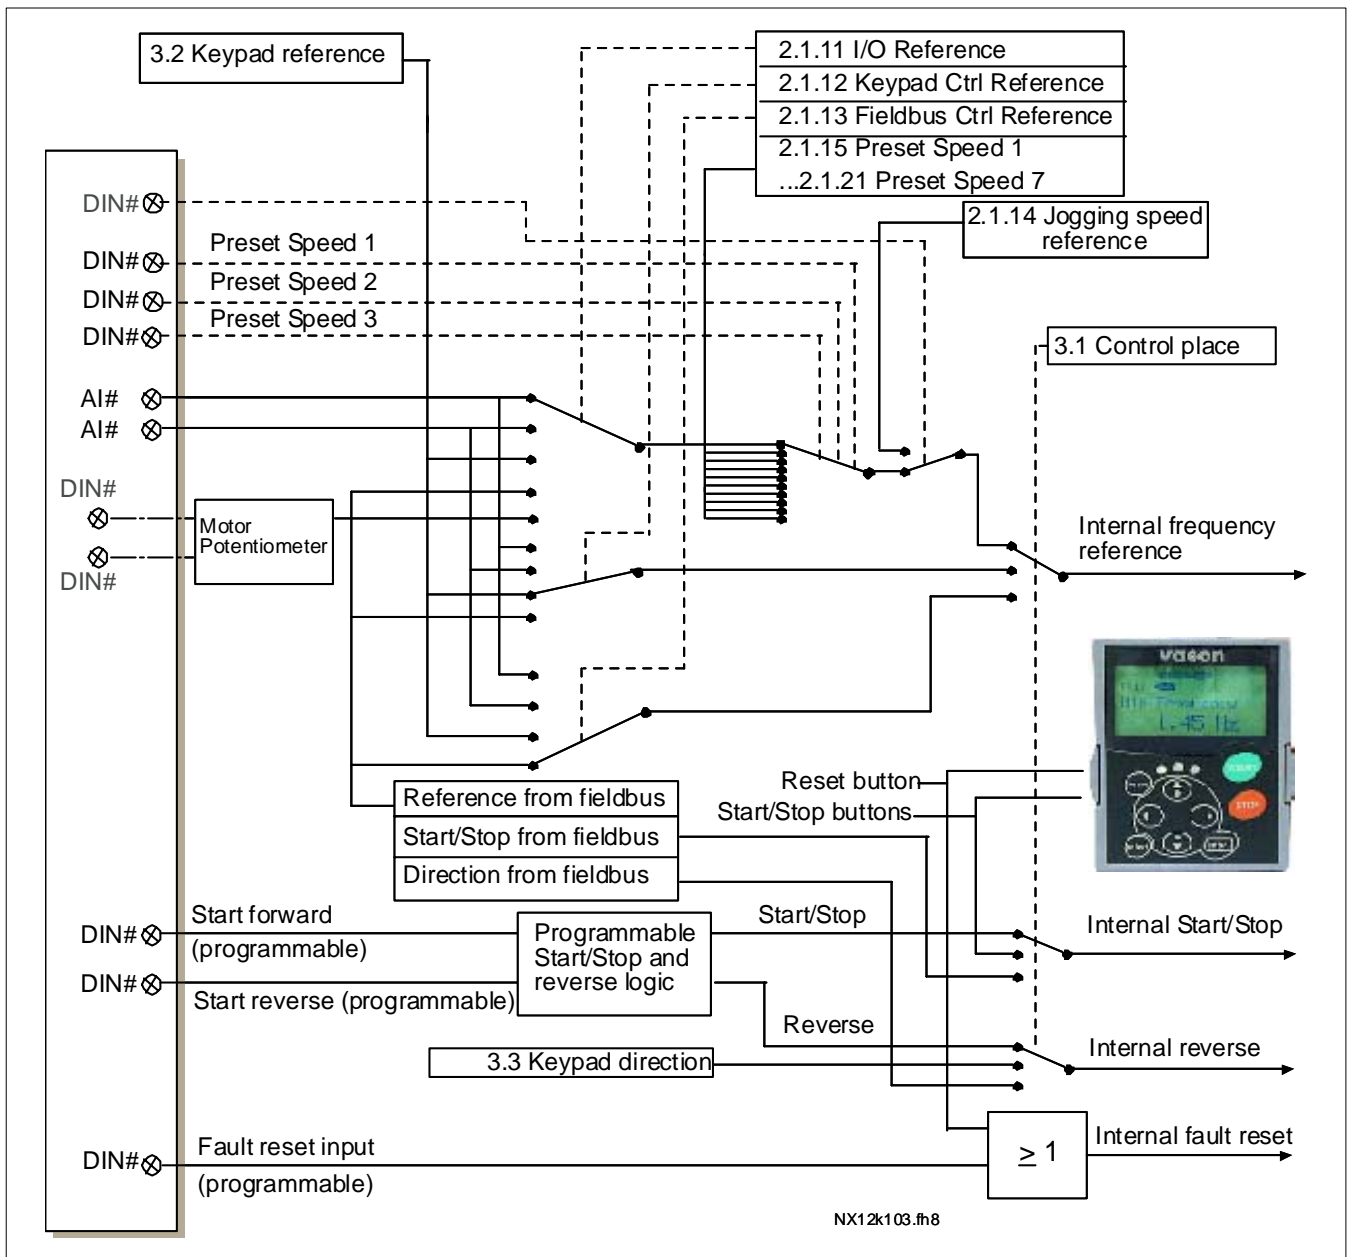 3.2 Keypad reference
2.1.11 I/O Reference
2.1.12 Keypad Ctrl Reference
2.1.13 Fieldbus Ctrl Reference
2.1.15 Preset Speed 1
...2.1.21 Preset Speed 7
DIN#
2.1.14 Jogging speed
reference
Preset Speed 1
DIN#
Preset Speed 2
DIN#
Preset Speed 3
DIN#
3.1 Control place
AI#
AI#
DIN#
Motor
Potentiometer
DIN#
Internal frequency
reference
vacon
1.45 Hz
STOP
Reset button
Start/Stop buttons
Reference from fieldbus
Start/Stop from fieldbus
Direction from fieldbus
DIN#
Start forward
(programmable)
Programmable
Start/Stop and
reverse logic
Start/Stop
Internal Start/Stop
DIN#
Start reverse (programmable)
Reverse
Internal reverse
3.3 Keypad direction
DIN#
Fault reset input
(programmable)
≥ 1
Internal fault reset
NX12k103.fh8